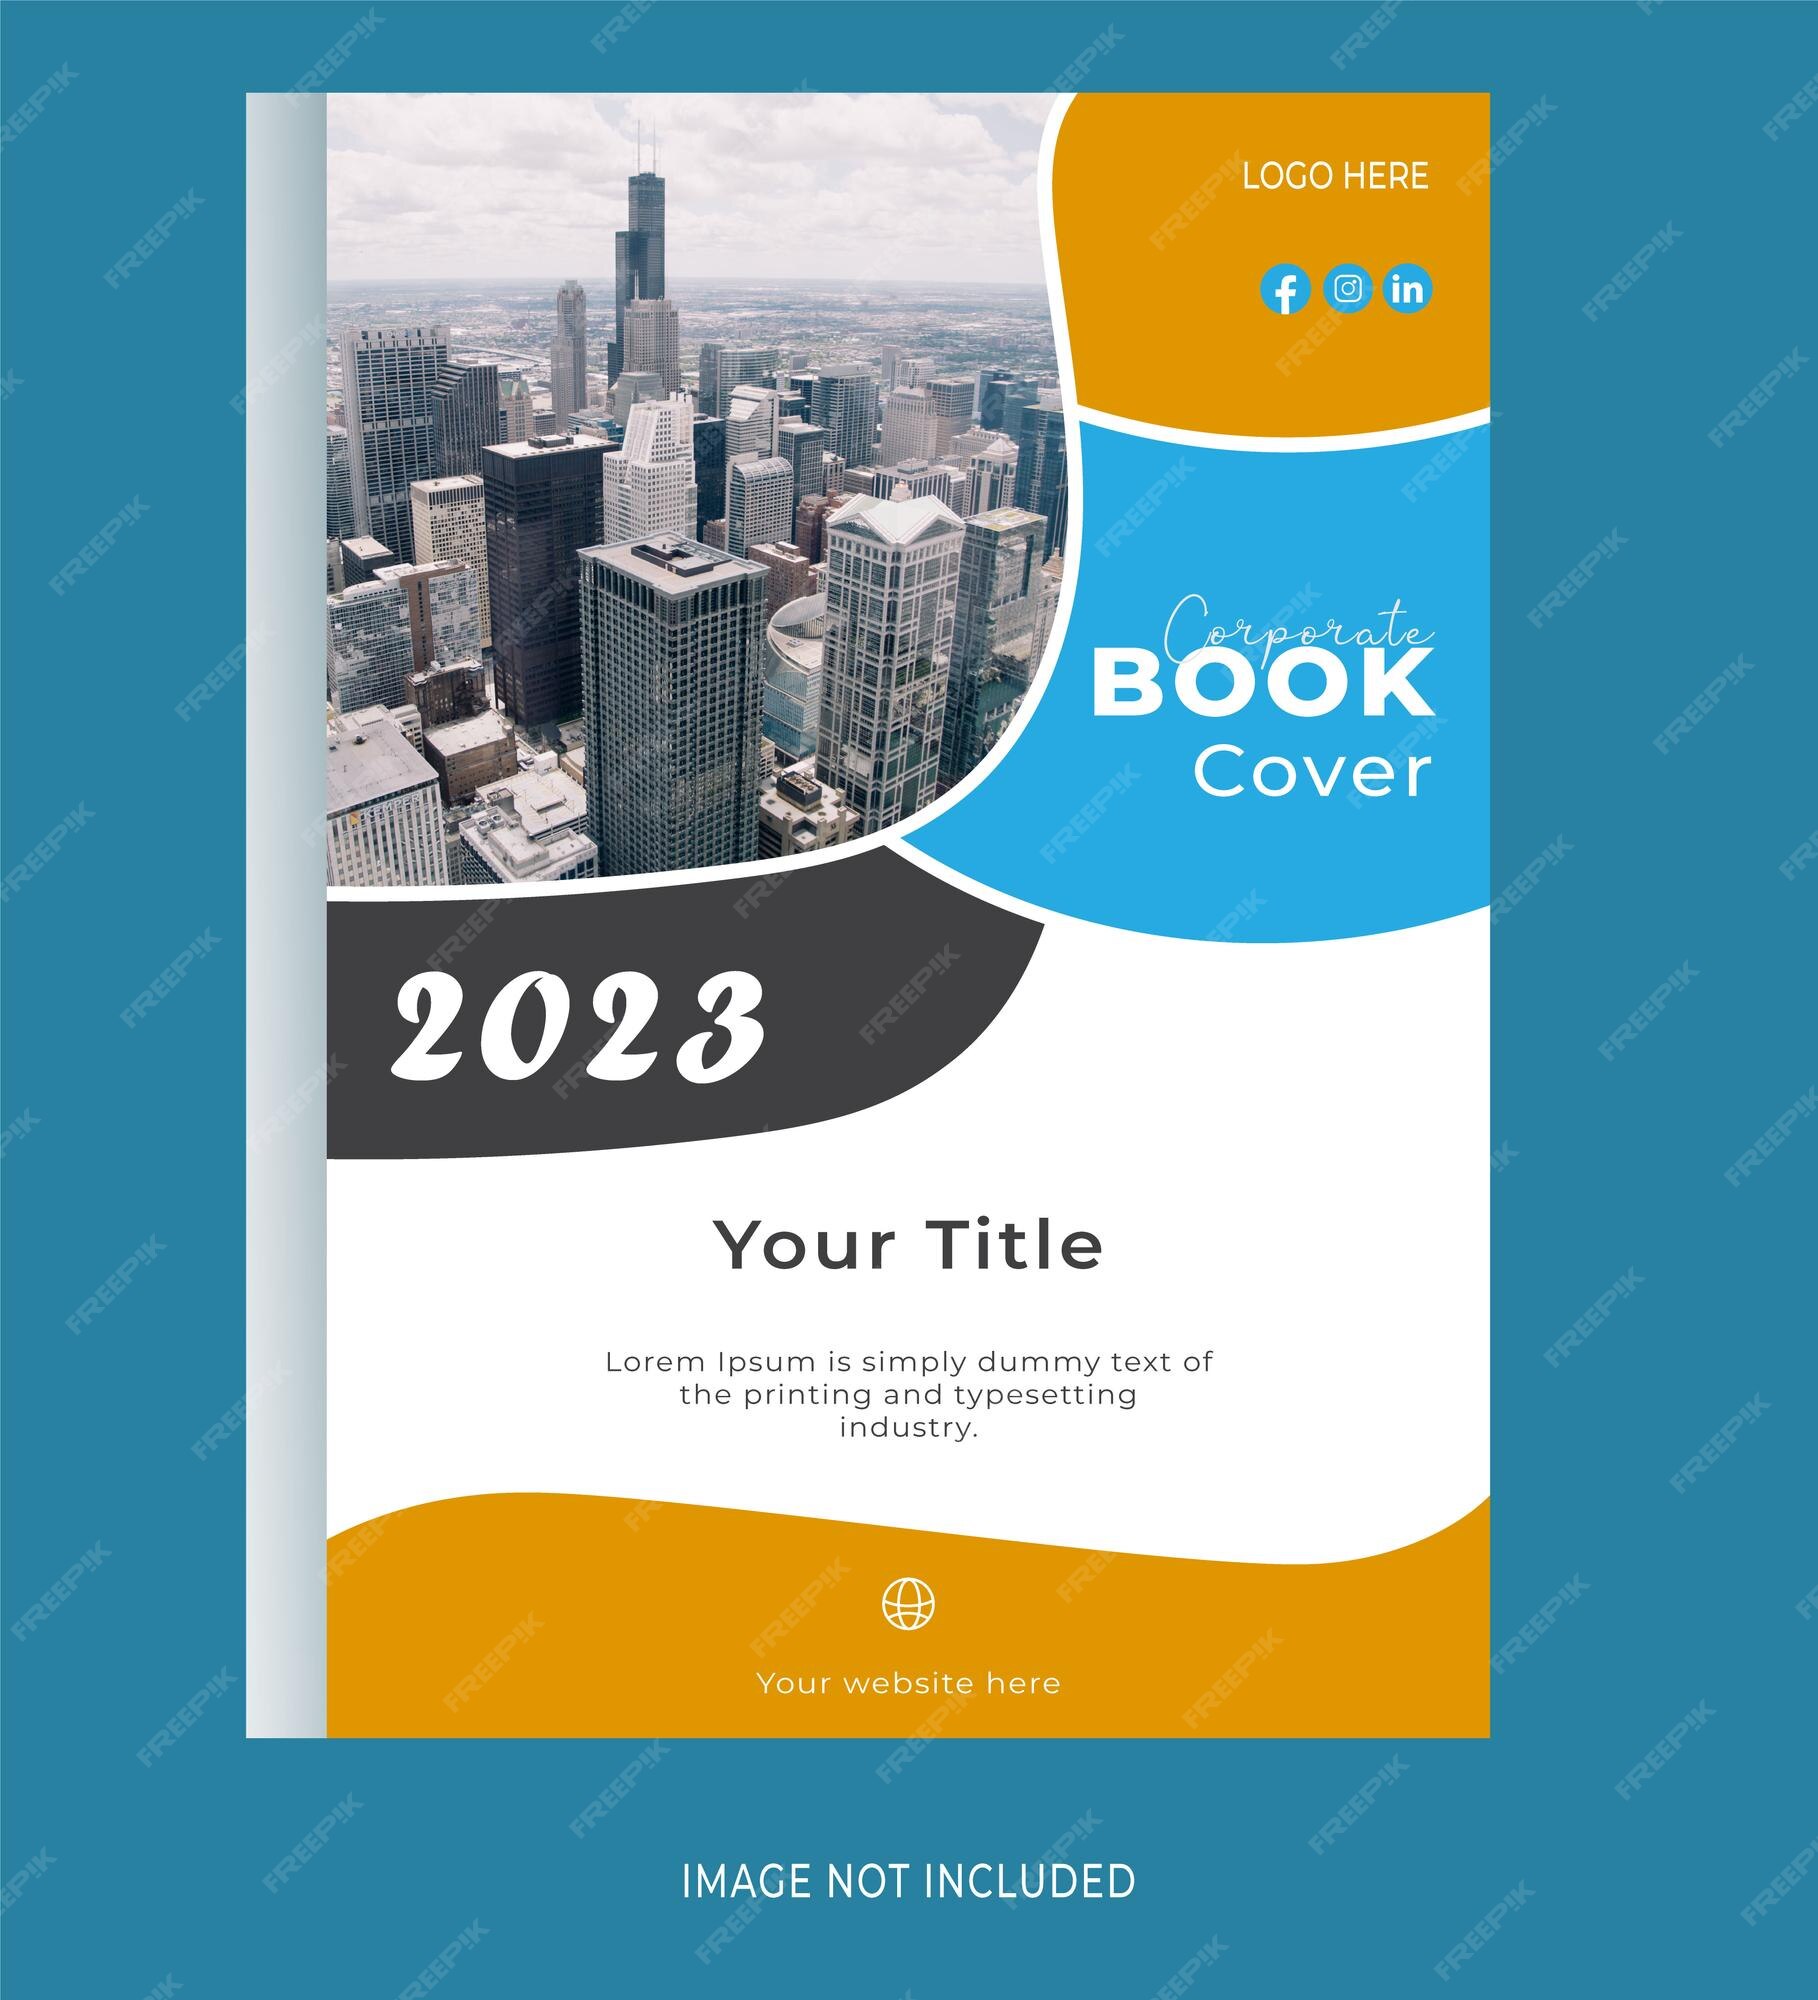 LOGO HERE
Corporate
BOOK
Cover
2023
Your Title
Lorem Ipsum is simply dummy text of
the printing and typesetting
industry.
Your website here
IMAGE NOT INCLUDED
FREEPIK